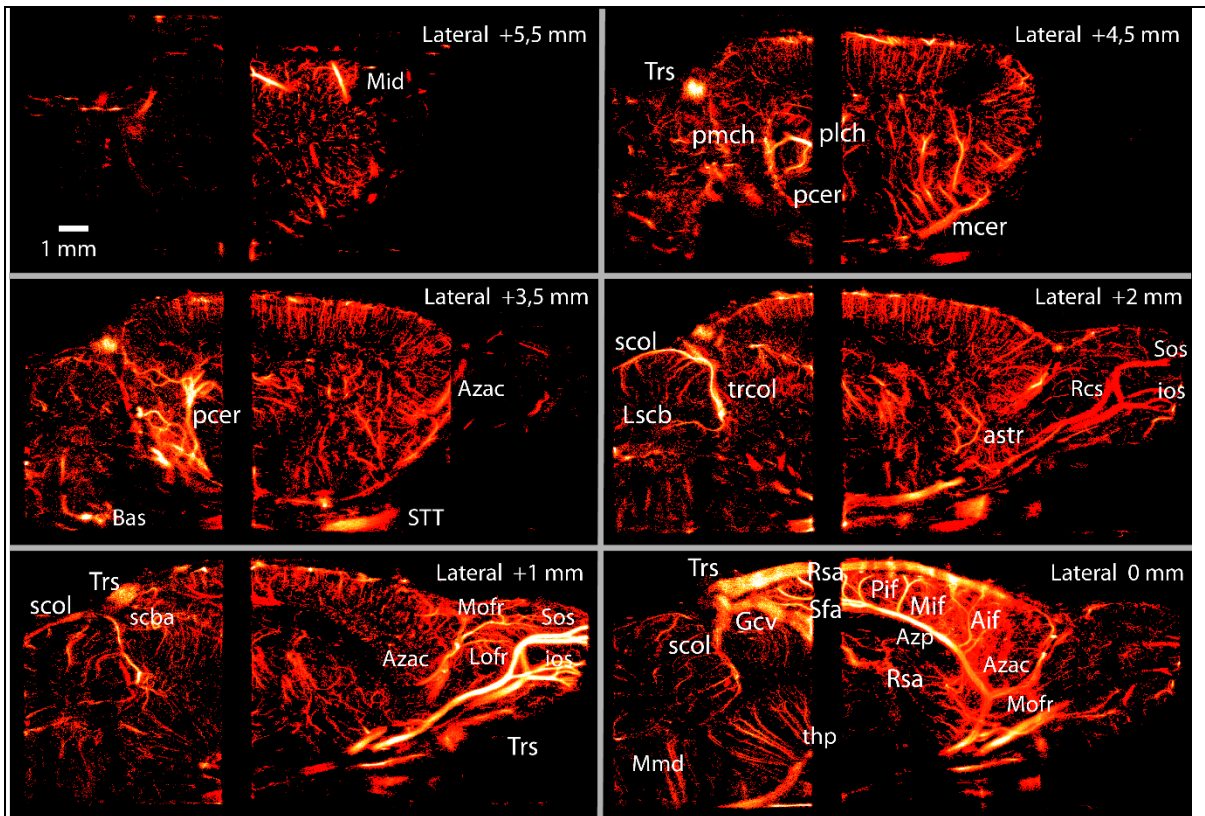 Lateral +5,5 mm
Mid
1 mm
Lateral +4,5 mm
Trs
pmch
plch
pcer
mcer
Lateral +3,5 mm
pcer
Azac
Bas
STT
Lateral +2 mm
scol
Sos
trcol
Rcs
ios
Lscb
astr
Lateral +1 mm
Trs
scol
scba
Mofr
Sos
Azac
Lofr
ios
Trs
Lateral 0 mm
Trs
Rsa
Pif
Mif
Aif
Gcv
Sfa
scol
Azp
Azac
Rsa
Mofr
thp
Mmd